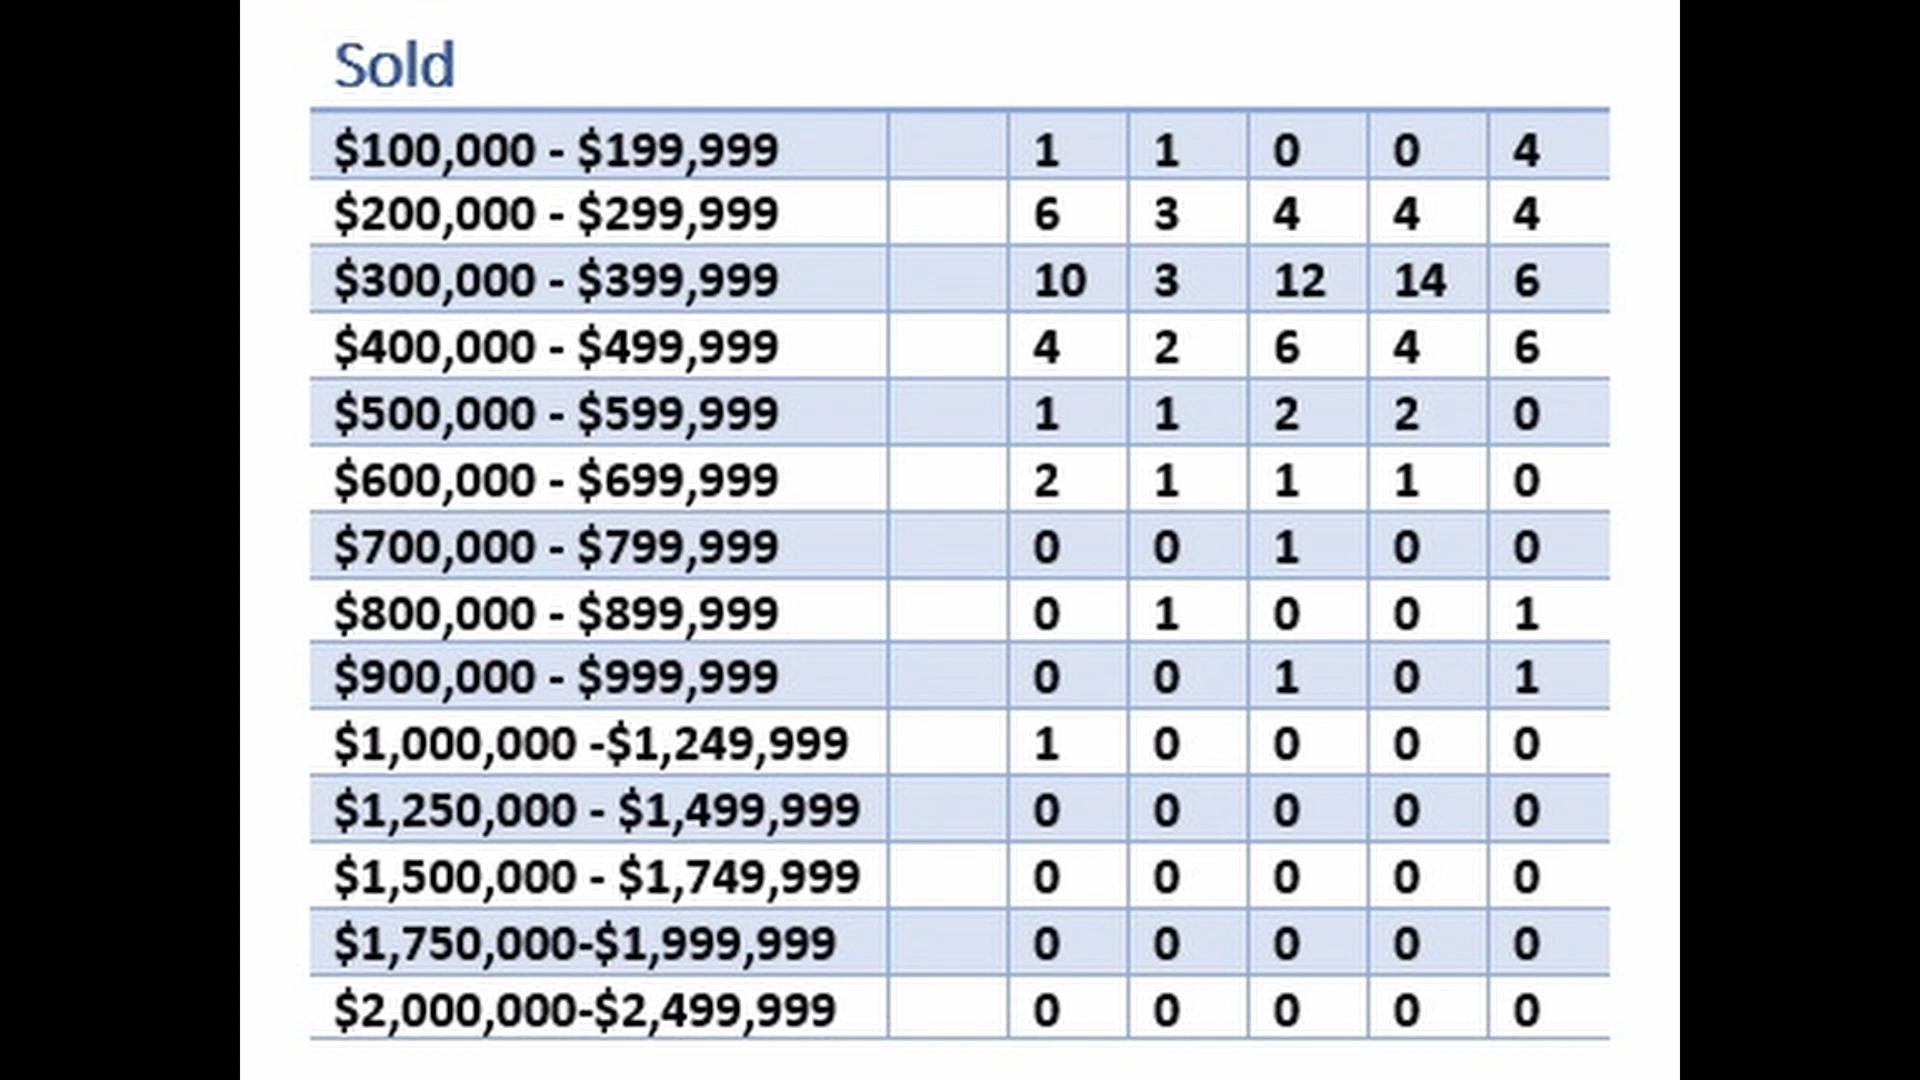 Sold
$100,000 - $199,999 1 1 0 0 4
$200,000 - $299,999 6 3 4 4 4
$300,000 - $399,999 10 3 12 14 6
$400,000 - $499,999 4 2 6 4 6
$500,000 - $599,999 1 1 2 2 0
$600,000 - $699,999 2 1 1 1 0
$700,000 - $799,999 0 0 1 0 0
$800,000 - $899,999 0 1 0 0 1
$900,000 - $999,999 0 0 1 0 1
$1,000,000 -$1,249,999 1 0 0 0 0
$1,250,000 - $1,499,999 0 0 0 0 0
$1,500,000 - $1,749,999 0 0 0 0 0
$1,750,000-$1,999,999 0 0 0 0 0
$2,000,000-$2,499,999 0 0 0 0 0